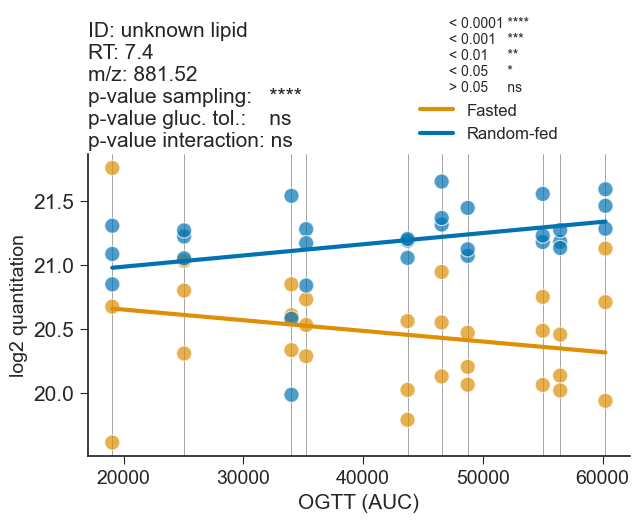 ID: unknown lipid
RT: 7.4
m/z: 881.52
p-value sampling: ****
p-value gluc. tol.: ns
p-value interaction: ns
< 0.0001 ****
< 0.001 ***
< 0.01 **
< 0.05 *
> 0.05 ns
Fasted
Random-fed
log2 quantitation
21.5
21.0
20.5
20.0
20000 30000 40000 50000 60000
OGTT (AUC)